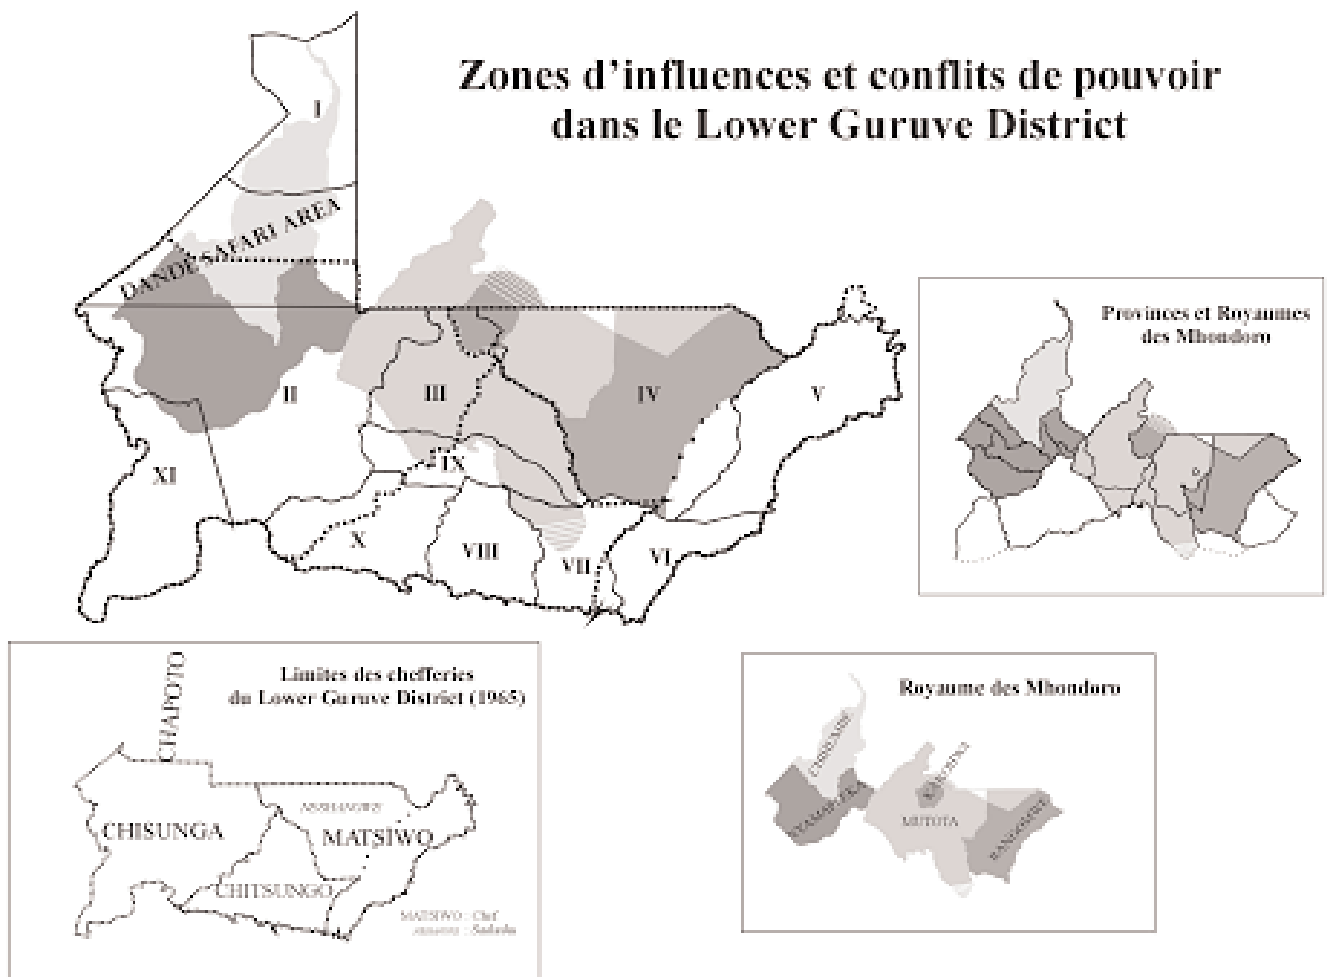 Zones d'influences et conflits de pouvoir
dans le Lower Guruve District
I
DANDE SAFARI AREA
II
III
IV
V
XI
IX
X
VIII
VII
VI
Provinces et Royaumes
des Mhondoro
Limites des chefferies
du Lower Guruve District (1965)
CHAPOTO
CHISUNGA
MATSIWO
CHITSUNGO
MATSIWO : Chef
Royaume des Mhondoro
MUTOTA